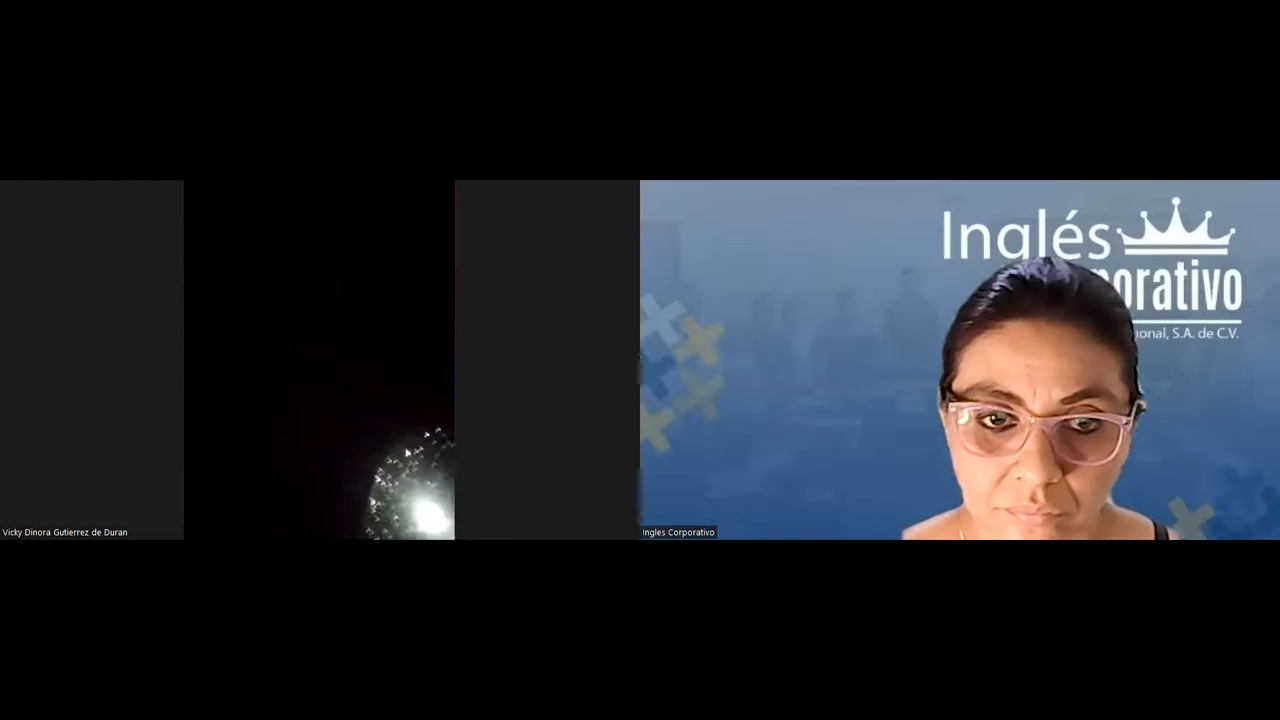 Inglés
orativo
ional, S.A. de C.V.
Vicky Dinora Gutierrez de Duran
Ingles Corporativo